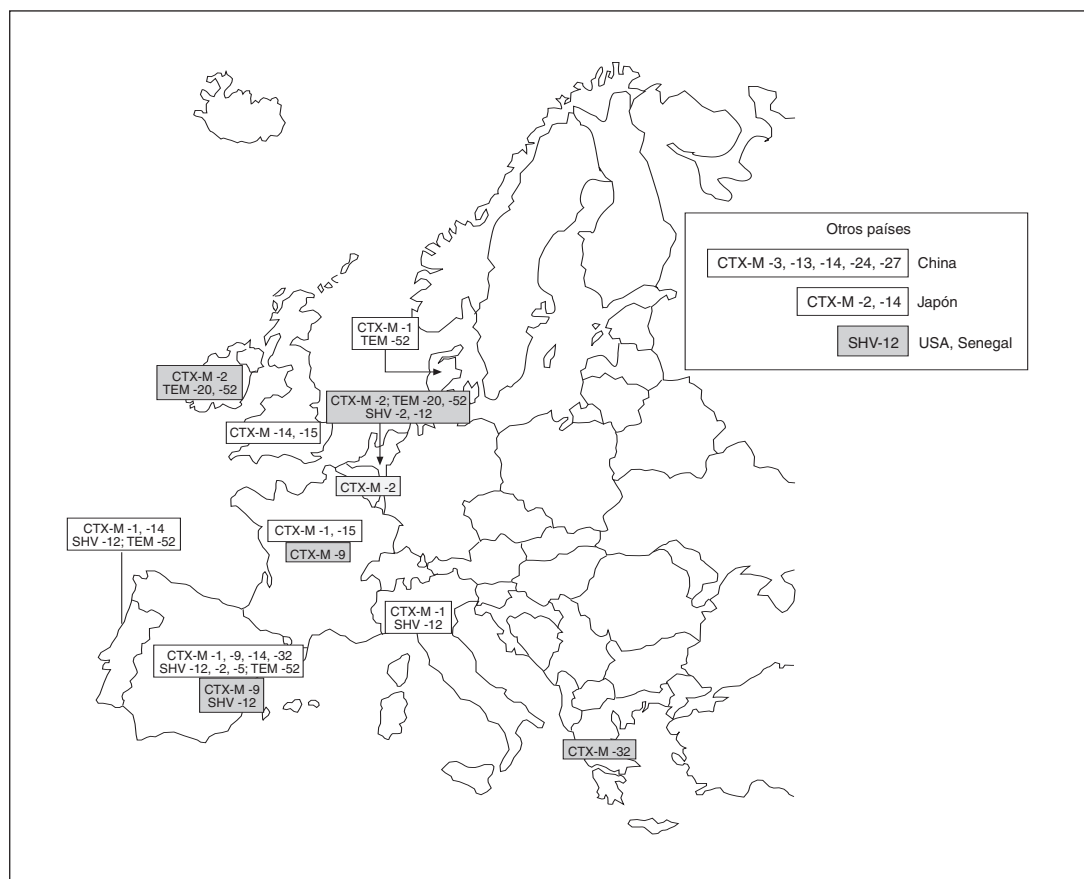 Otros países
CTX-M -3, -13, -14, -24, -27 China
CTX-M -2, -14 Japón
SHV-12 USA, Senegal
CTX-M -1
TEM -52
CTX-M -2
TEM -20, -52
CTX-M -2; TEM -20, -52
SHV -2, -12
CTX-M -14, -15
CTX-M -2
CTX-M -1, -14
SHV -12; TEM -52
CTX-M -1, -15
CTX-M -9
CTX-M -1
SHV -12
CTX-M -1, -9, -14, -32
SHV -12, -2, -5; TEM -52
CTX-M -9
SHV -12
CTX-M -32